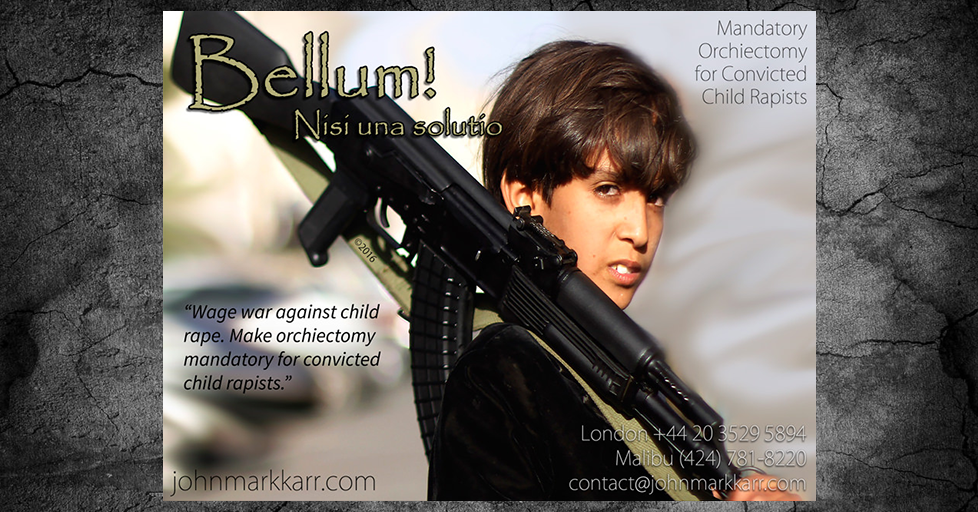 Bellum!
Nisi una solutio
Mandatory
Orchiectomy
for Convicted
Child Rapists
©2016
“Wage war against child
rape. Make orchiectomy
mandatory for convicted
child rapists.”
London +44 20 3529 5894
Malibu (424) 781-8220
contact@johnmarkkarr.com
johnmarkkarr.com